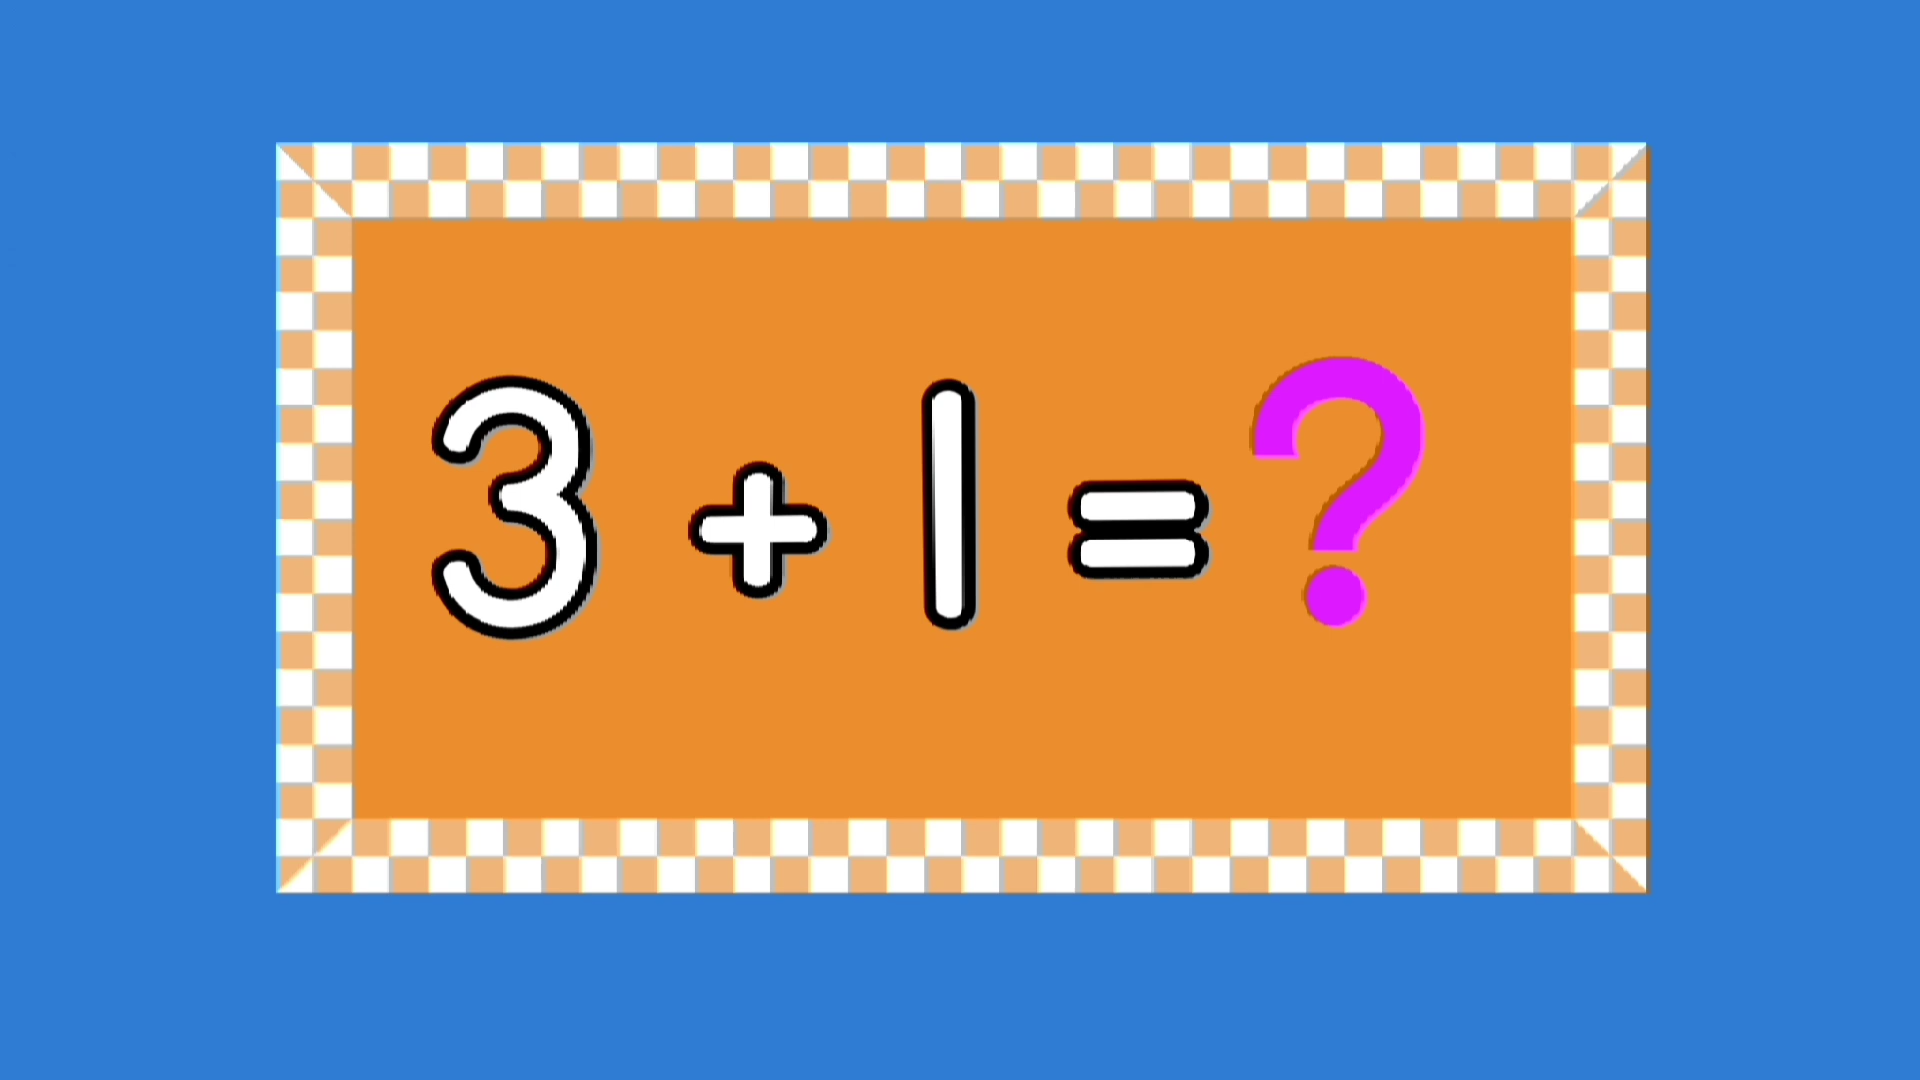 3 + 1 = ?